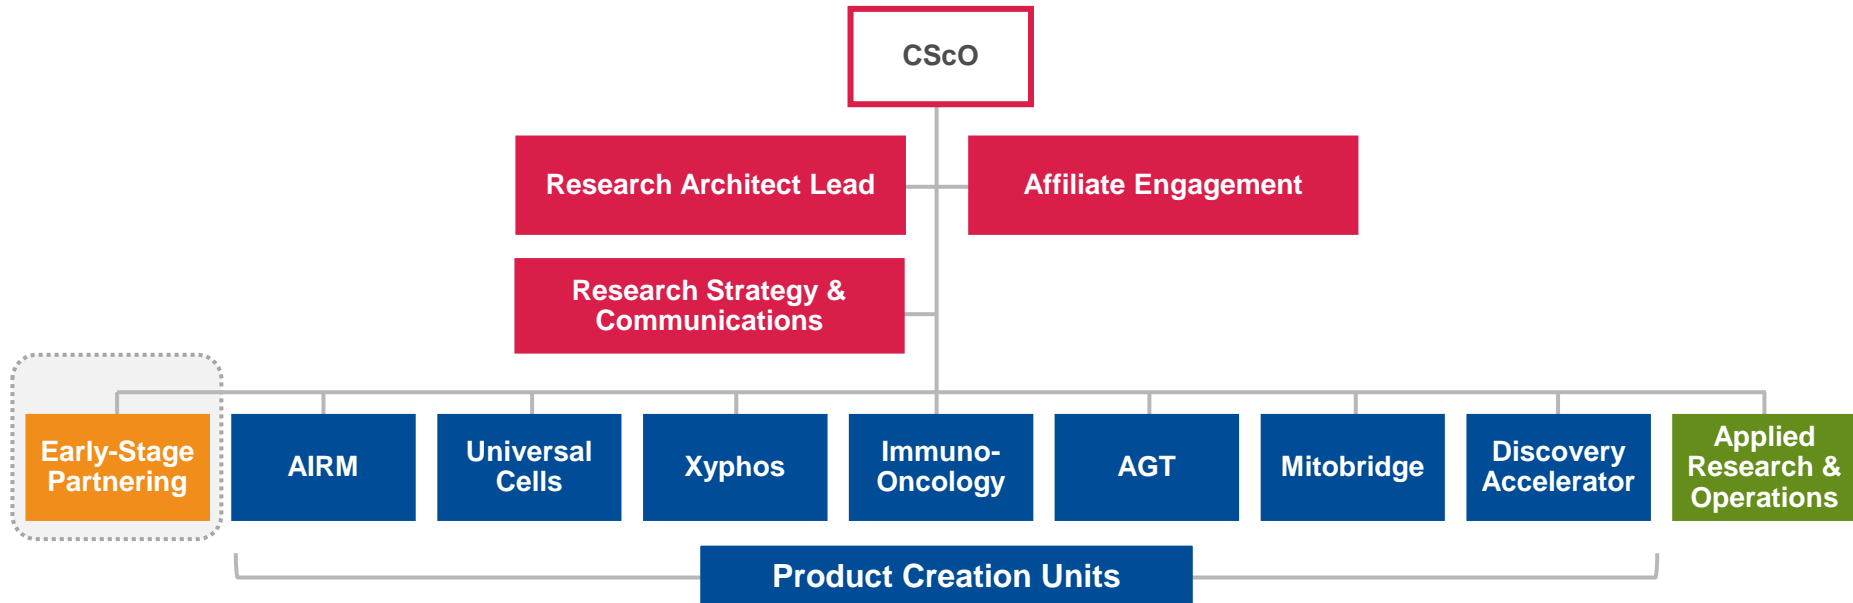 CScO
Research Architect Lead
Affiliate Engagement
Research Strategy &
Communications
Early-Stage
Partnering
AIRM
Universal
Cells
Xyphos
Immuno-
Oncology
AGT
Mitobridge
Discovery
Accelerator
Applied
Research &
Operations
Product Creation Units